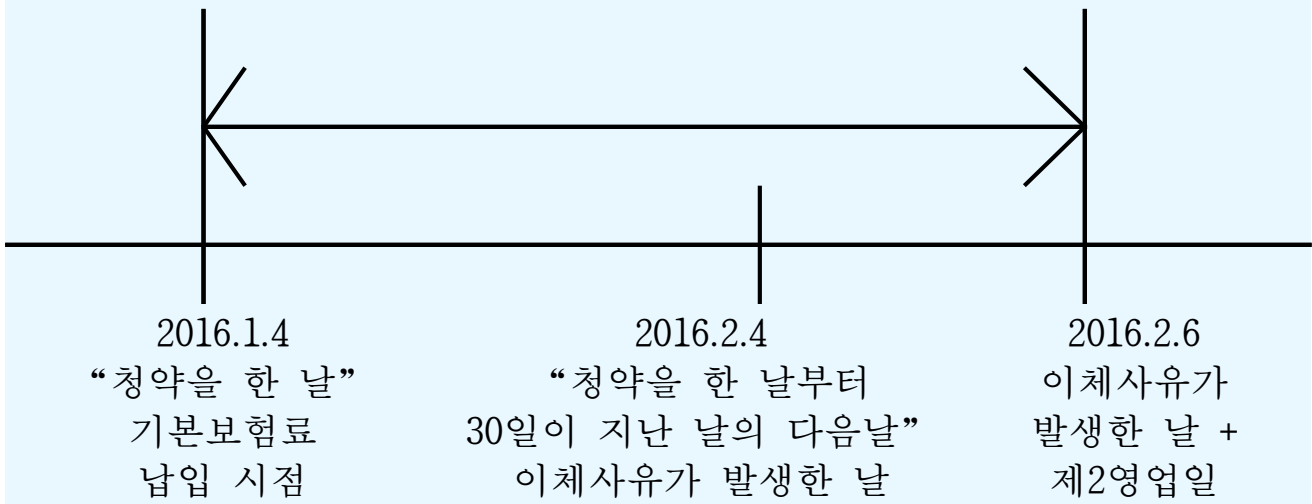 2016.1.4
“청약을 한 날”
기본보험료
납입 시점
2016.2.4
“청약을 한 날부터
30일이 지난 날의 다음날”
이체사유가 발생한 날
2016.2.6
이체사유가
발생한 날 +
제2영업일